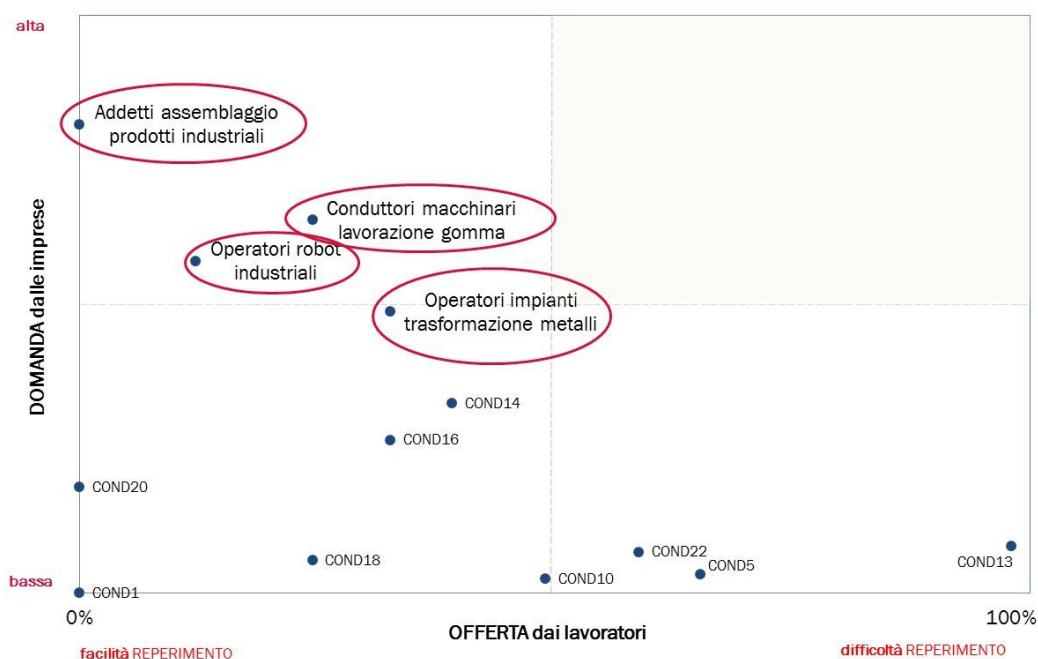 alta
Addetti assemblaggio
prodotti industriali
Conduttori macchinari
lavorazione gomma
Operatori robot
industriali
Operatori impianti
trasformazione metalli
DOMANDA dalle imprese
COND14
COND16
COND20
COND18
COND22
COND5
COND13
COND10
bassa
COND1
0%
100%
OFFERTA dai lavoratori
facilità REPERIMENTO
difficoltà REPERIMENTO